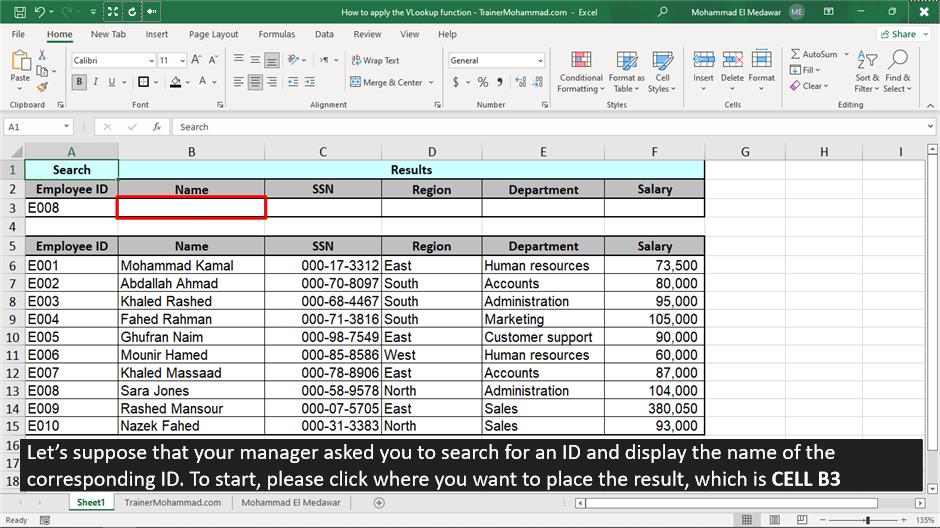 How to apply the VLookup function - TrainerMohammad.com - Excel
Mohammad El Medawar ME
File Home New Tab Insert Page Layout Formulas Data Review View Help Share
Paste
Calibri 11
B I U
Wrap Text
Merge & Center
General
$ % 9
Conditional Formatting
Format as Table
Cell Styles
Insert Delete Format
AutoSum
Fill
Clear
Sort & Filter
Find & Select
Clipboard Font Alignment Number Styles Cells Editing
A1 fx Search
A B C D E F G H I
1 Search Results
2 Employee ID Name SSN Region Department Salary
3 E008
4
5 Employee ID Name SSN Region Department Salary
6 E001 Mohammad Kamal 000-17-3312 East Human resources 73,500
7 E002 Abdallah Ahmad 000-70-8097 South Accounts 80,000
8 E003 Khaled Rashed 000-68-4467 South Administration 95,000
9 E004 Fahed Rahman 000-71-3816 South Marketing 105,000
10 E005 Ghufran Naim 000-98-7549 East Customer support 90,000
11 E006 Mounir Hamed 000-85-8586 West Human resources 60,000
12 E007 Khaled Massaad 000-78-8906 East Accounts 87,000
13 E008 Sara Jones 000-58-9578 North Administration 104,000
14 E009 Rashed Mansour 000-07-5705 East Sales 380,050
15 E010 Nazek Fahed 000-31-3383 North Sales 93,000
16
17
18
Let's suppose that your manager asked you to search for an ID and display the name of the
corresponding ID. To start, please click where you want to place the result, which is CELL B3
Sheet1 TrainerMohammad.com Mohammad El Medawar
Ready 135%